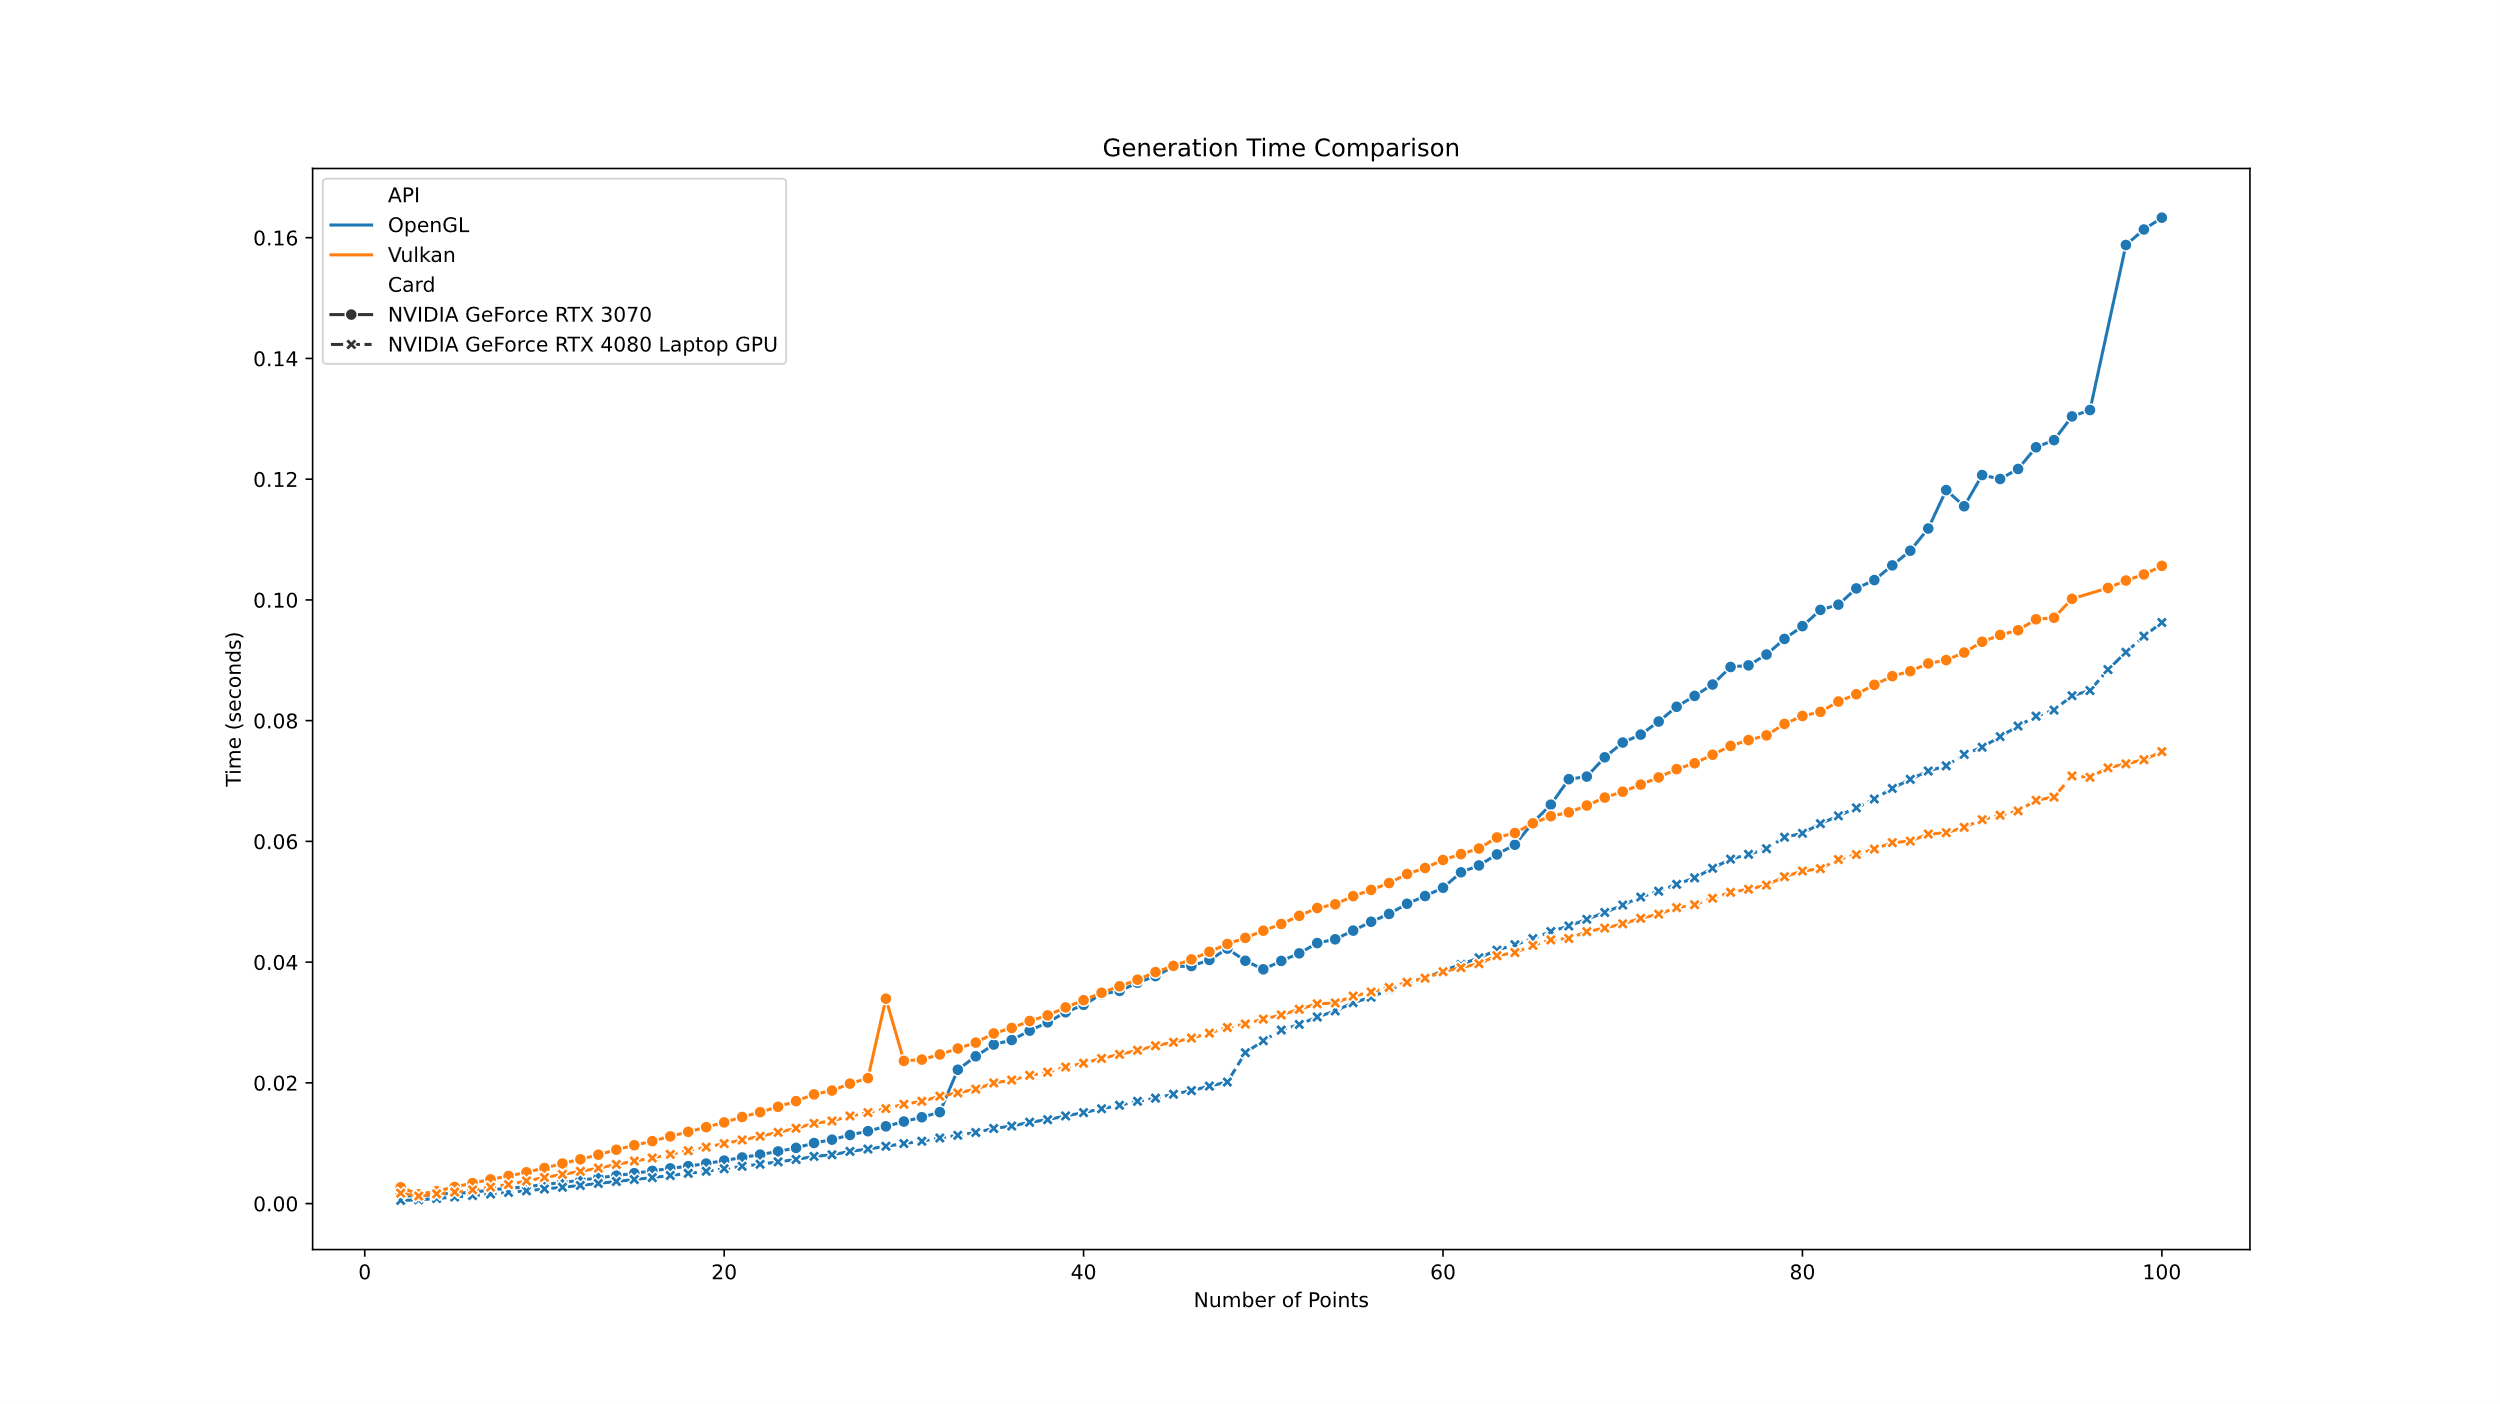 Generation Time Comparison
API
OpenGL
Vulkan
Card
NVIDIA GeForce RTX 3070
NVIDIA GeForce RTX 4080 Laptop GPU
Time (seconds)
0.16
0.14
0.12
0.10
0.08
0.06
0.04
0.02
0.00
0 20 40 60 80 100
Number of Points